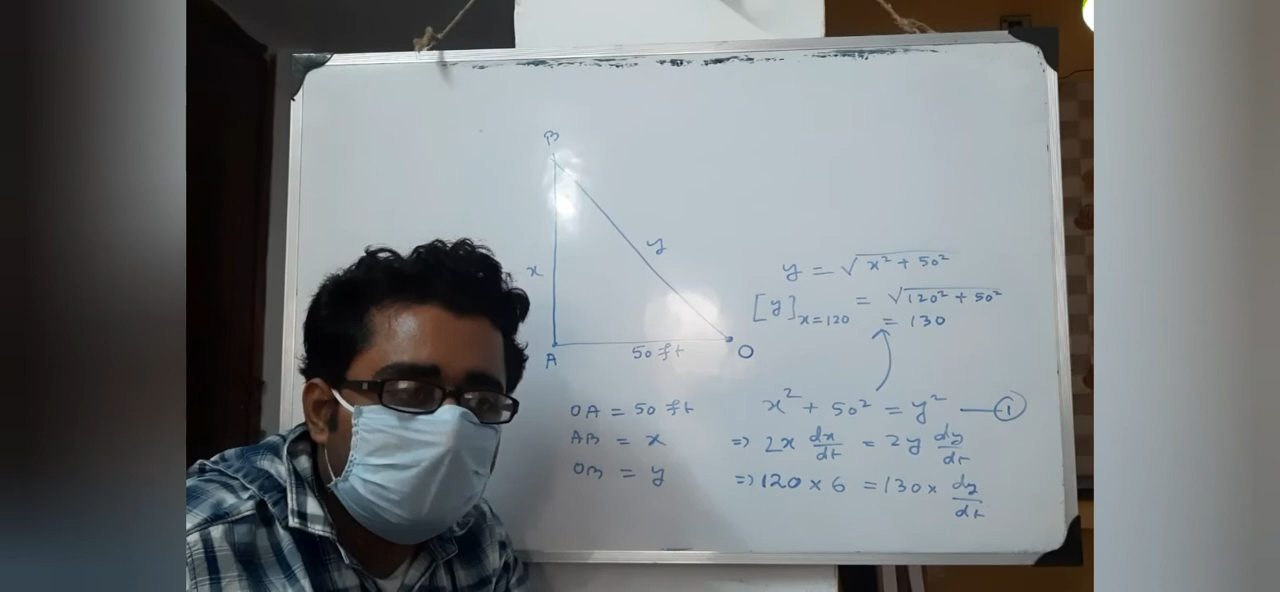 B
x
y
A
50 ft
O
y = √x² + 50²
[y]x=120 = √120² + 50²
= 130
OA = 50 ft
AB = x
OB = y
x² + 50² = y² — ①
=> 2x dx/dt = 2y dy/dt
=> 120 × 6 = 130 × dy/dt